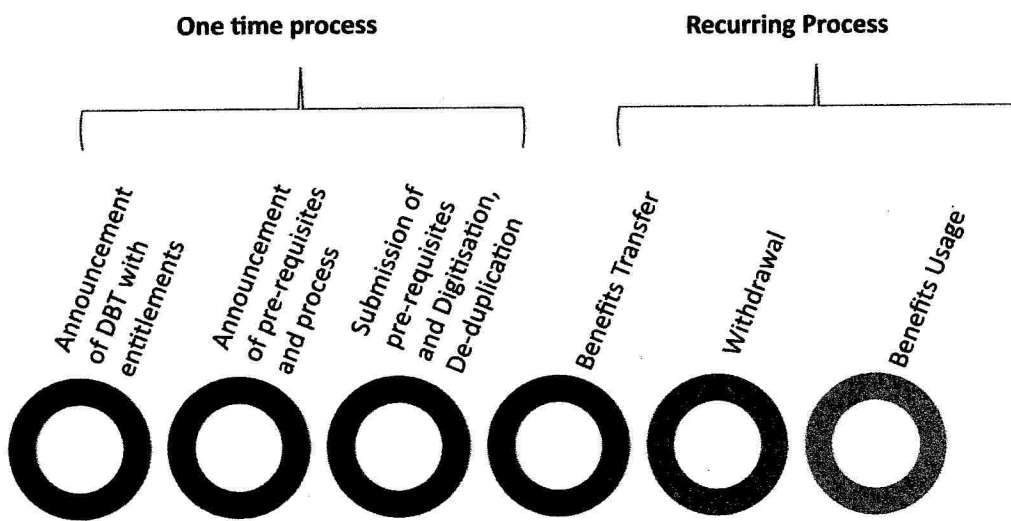 One time process
Recurring Process
Announcement
of DBT with
entitlements
Announcement
of pre-requisites
and process
Submission of
pre-requisites
and Digitisation,
De-duplication
Benefits Transfer
Withdrawal
Benefits Usage